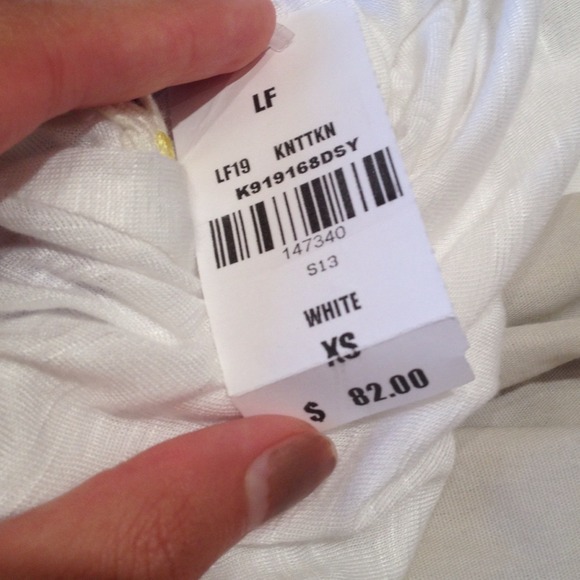 LF
LF19 KNTTKN
K919168DSY
147340
S13
WHITE
XS
$ 82.00